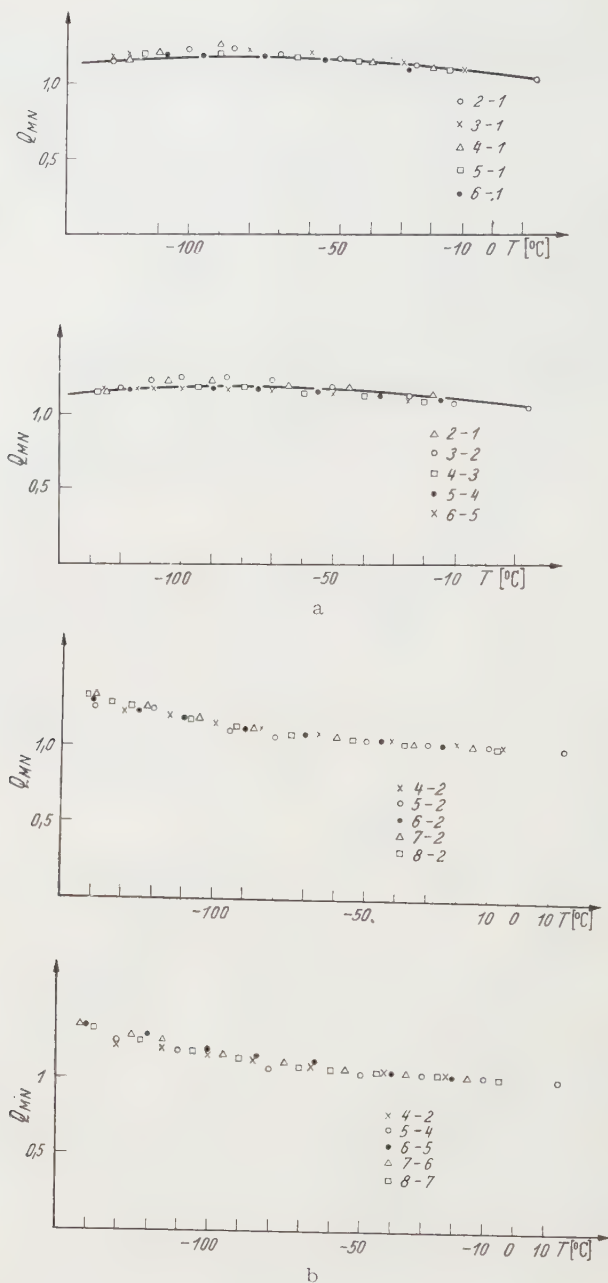 Q_MN
1,0
0,5
○ 2-1
× 3-1
△ 4-1
□ 5-1
● 6-1
-100 -50 -10 0 T [°C]
Q_MN
1,0
0,5
△ 2-1
○ 3-2
□ 4-3
● 5-4
× 6-5
-100 -50 -10 T [°C]
a
Q_MN
1,0
0,5
× 4-2
○ 5-2
● 6-2
△ 7-2
□ 8-2
-100 -50. 10 0 10 T[°C]
Q_MN
1
0,5
× 4-2
○ 5-4
● 6-5
△ 7-6
□ 8-7
-100 -50 -10 0 10 T[°C]
b